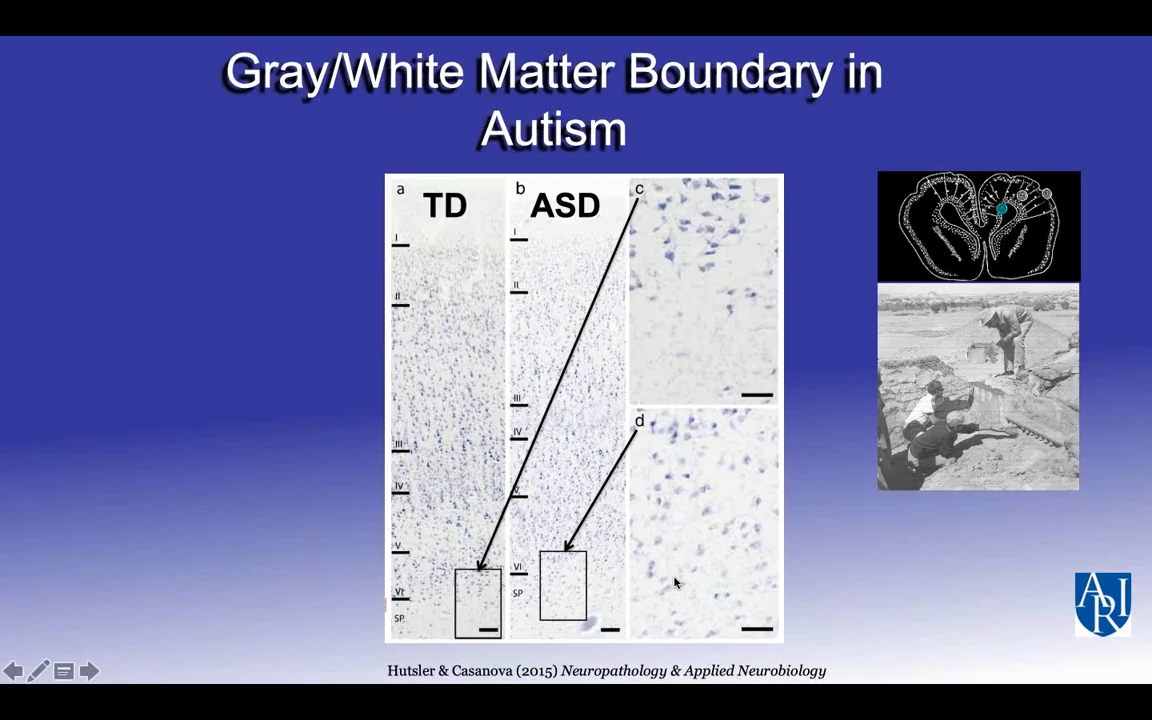 Gray/White Matter Boundary in
Autism
a
TD
b
ASD
c
I
I
II
II
III
IV
III
IV
V
V
VI
VI
SP
SP
d
Hutsler & Casanova (2015) Neuropathology & Applied Neurobiology
ARI